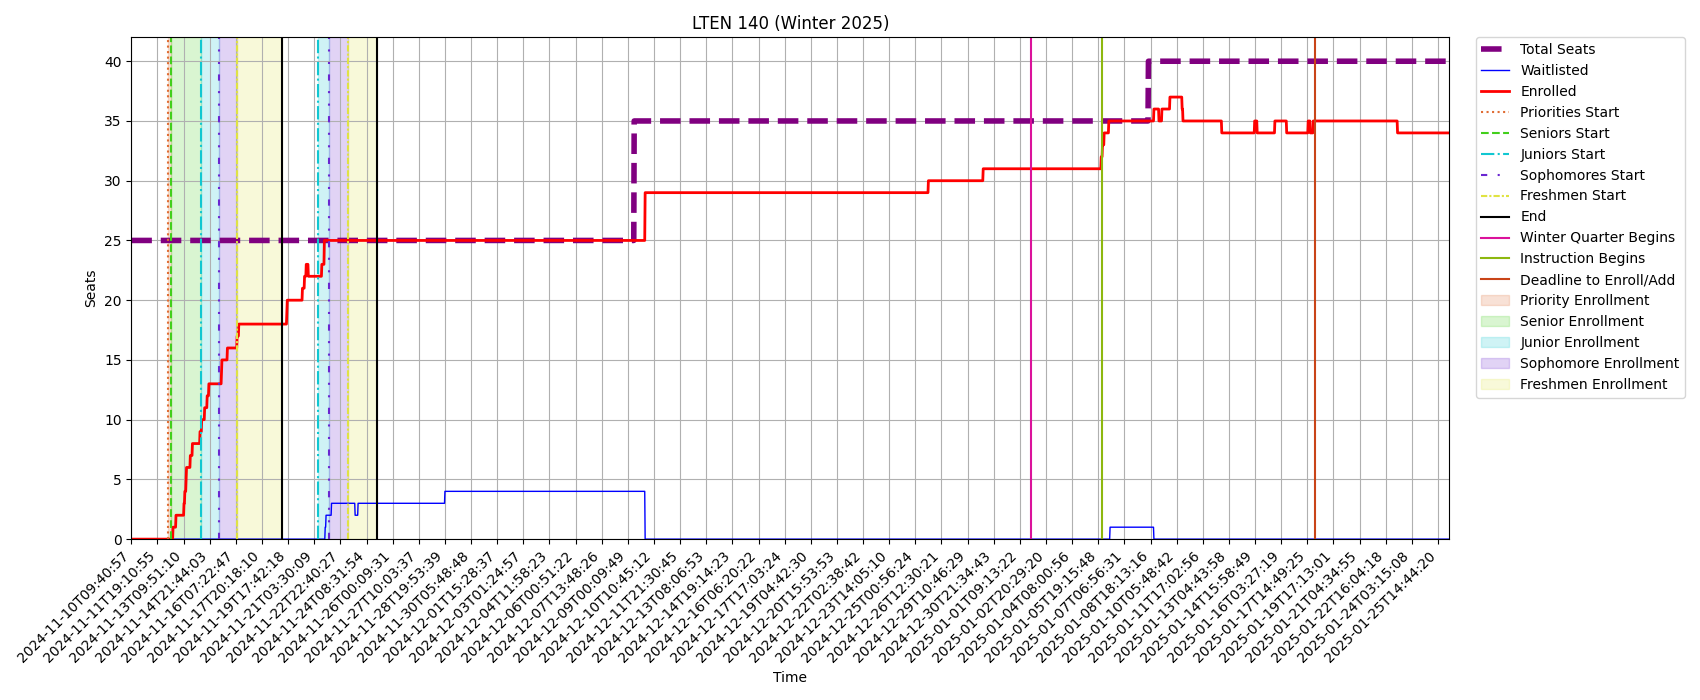 LTEN 140 (Winter 2025)
Seats
40
35
30
25
20
15
10
5
0
2024-11-10T09:40:57
2024-11-11T19:10:55
2024-11-13T09:51:10
2024-11-14T21:44:03
2024-11-16T07:22:47
2024-11-17T20:18:10
2024-11-19T17:42:18
2024-11-21T03:30:09
2024-11-22T22:40:27
2024-11-24T08:31:54
2024-11-26T00:09:31
2024-11-27T10:03:37
2024-11-28T19:53:39
2024-11-30T05:48:48
2024-12-01T15:28:37
2024-12-03T01:24:57
2024-12-04T11:58:23
2024-12-06T00:51:22
2024-12-07T13:48:26
2024-12-09T00:09:49
2024-12-10T10:45:12
2024-12-11T21:30:45
2024-12-13T08:06:53
2024-12-14T19:14:23
2024-12-16T06:20:22
2024-12-17T17:03:24
2024-12-19T04:42:30
2024-12-20T15:53:53
2024-12-22T02:38:42
2024-12-23T14:05:10
2024-12-25T00:56:24
2024-12-26T12:30:21
2024-12-29T10:46:29
2024-12-30T21:34:43
2025-01-01T09:13:22
2025-01-02T20:29:20
2025-01-04T08:00:56
2025-01-05T19:15:48
2025-01-07T06:56:31
2025-01-08T18:13:16
2025-01-10T05:48:42
2025-01-11T17:02:56
2025-01-13T04:43:58
2025-01-14T15:58:49
2025-01-16T03:27:19
2025-01-17T14:49:25
2025-01-19T17:13:01
2025-01-21T04:34:55
2025-01-22T16:04:18
2025-01-24T03:15:08
2025-01-25T14:44:20
Time
Total Seats
Waitlisted
Enrolled
Priorities Start
Seniors Start
Juniors Start
Sophomores Start
Freshmen Start
End
Winter Quarter Begins
Instruction Begins
Deadline to Enroll/Add
Priority Enrollment
Senior Enrollment
Junior Enrollment
Sophomore Enrollment
Freshmen Enrollment